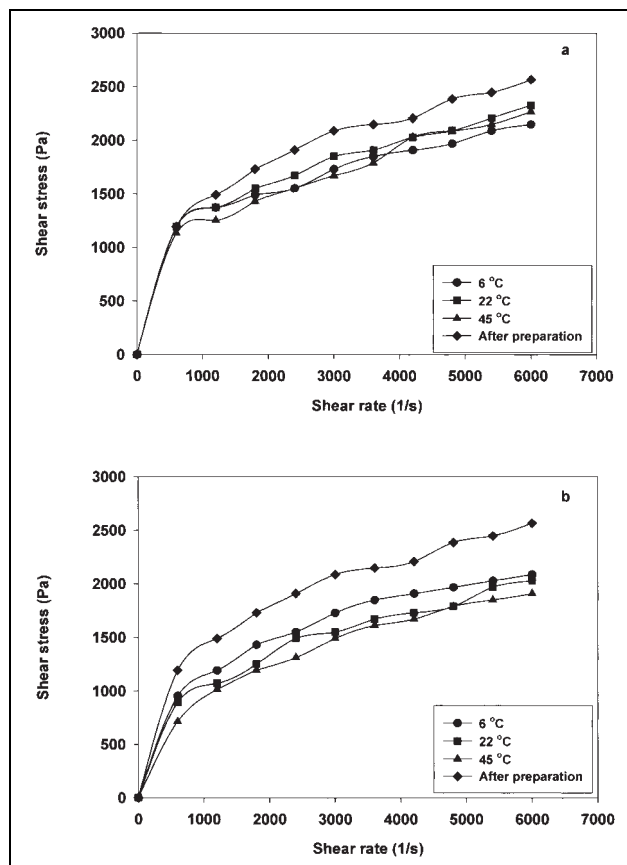 a
3000
2500
2000
1500
1000
500
0
Shear stress (Pa)
6 °C
22 °C
45 °C
After preparation
0 1000 2000 3000 4000 5000 6000 7000
Shear rate (1/s)
b
3000
2500
2000
1500
1000
500
0
Shear stress (Pa)
6 °C
22 °C
45 °C
After preparation
0 1000 2000 3000 4000 5000 6000 7000
Shear rate (1/s)